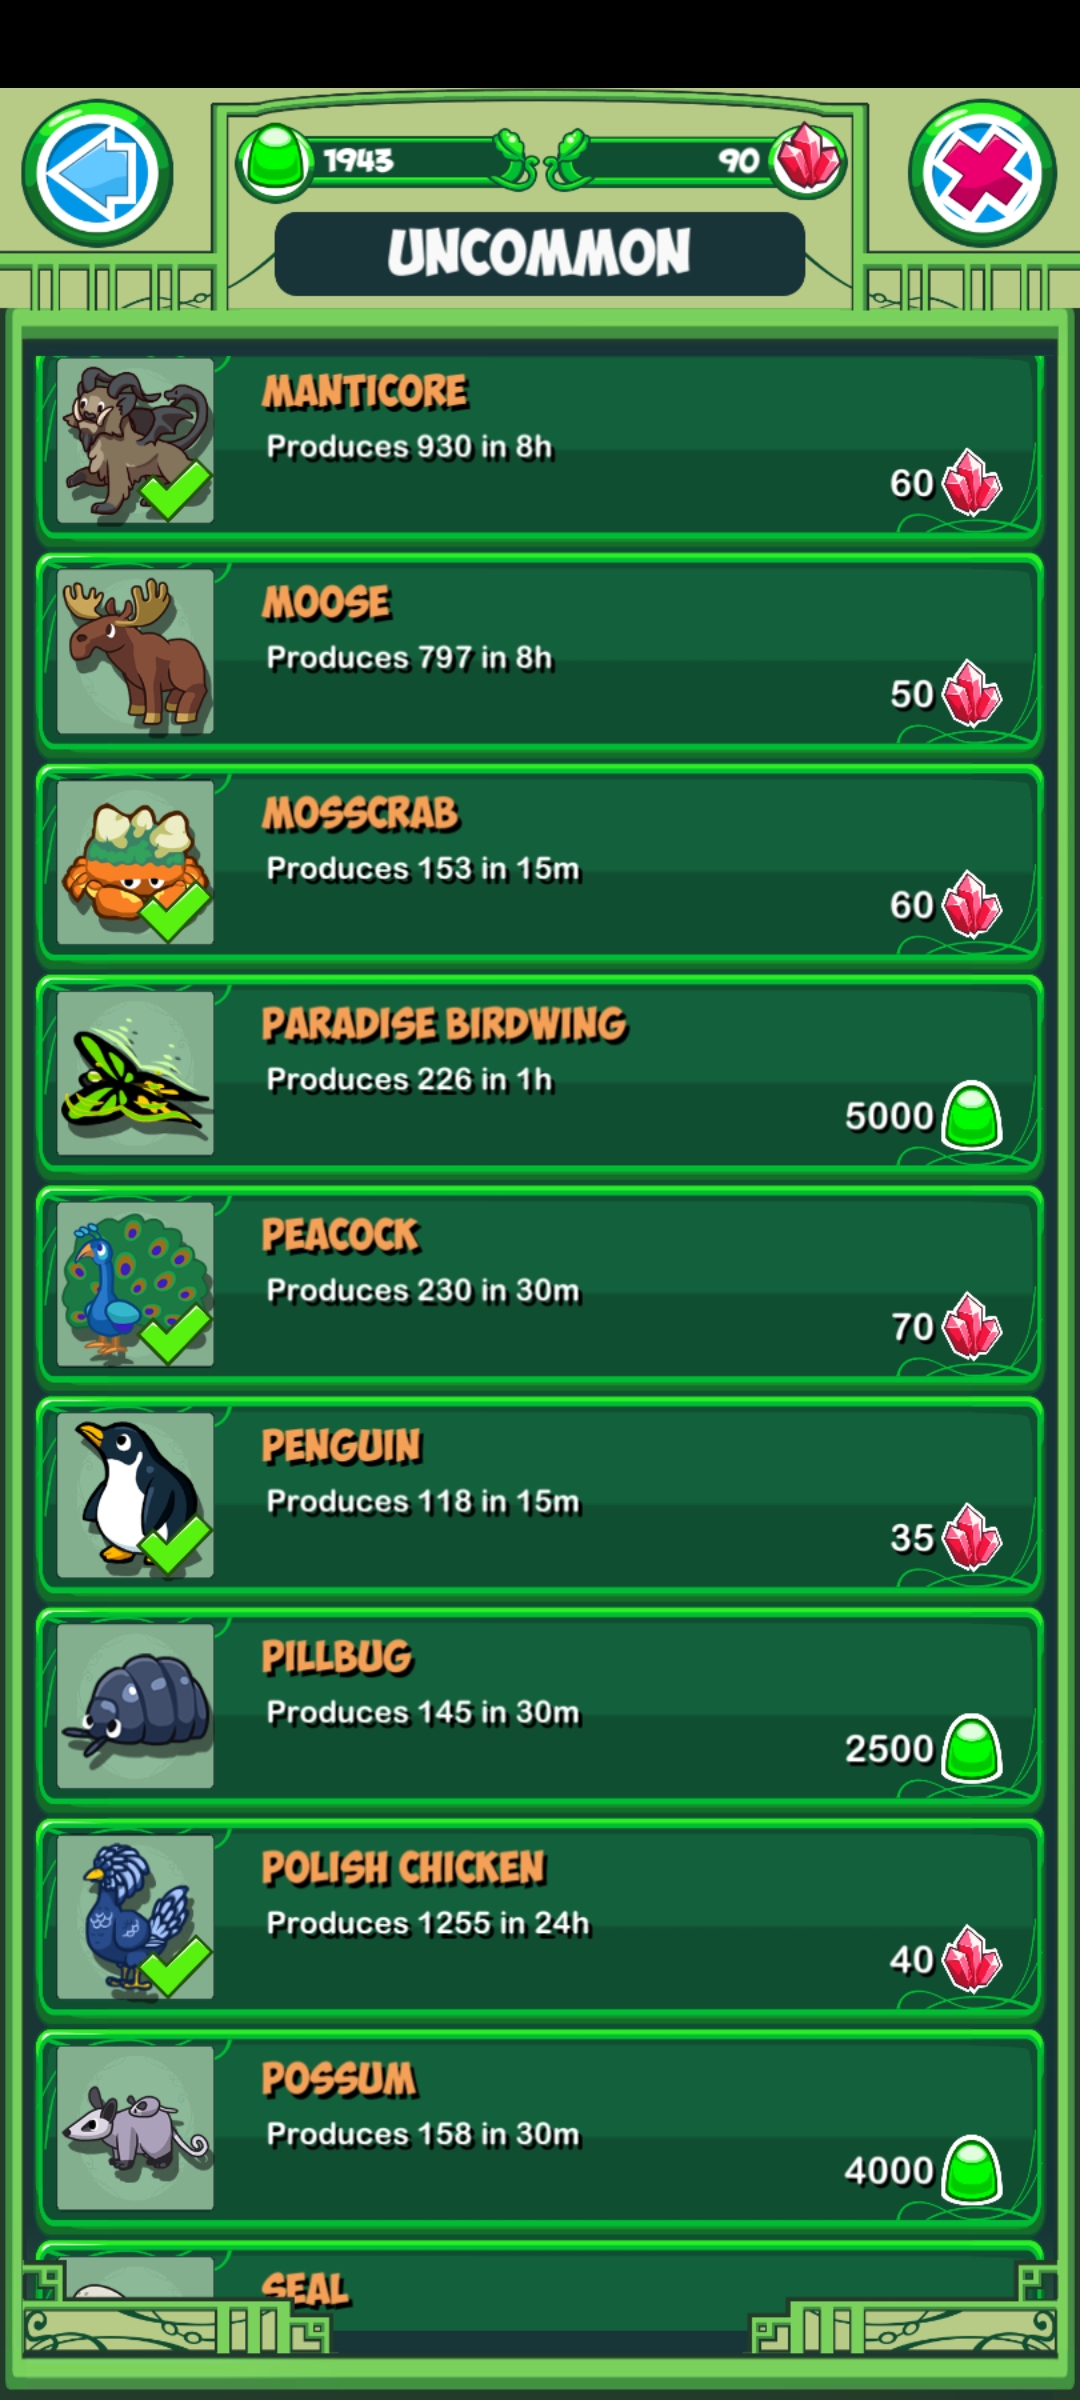 1943
90
UNCOMMON
MANTICORE
Produces 930 in 8h
60
MOOSE
Produces 797 in 8h
50
MOSSCRAB
Produces 153 in 15m
60
PARADISE BIRDWING
Produces 226 in 1h
5000
PEACOCK
Produces 230 in 30m
70
PENGUIN
Produces 118 in 15m
35
PILLBUG
Produces 145 in 30m
2500
POLISH CHICKEN
Produces 1255 in 24h
40
POSSUM
Produces 158 in 30m
4000
SEAL